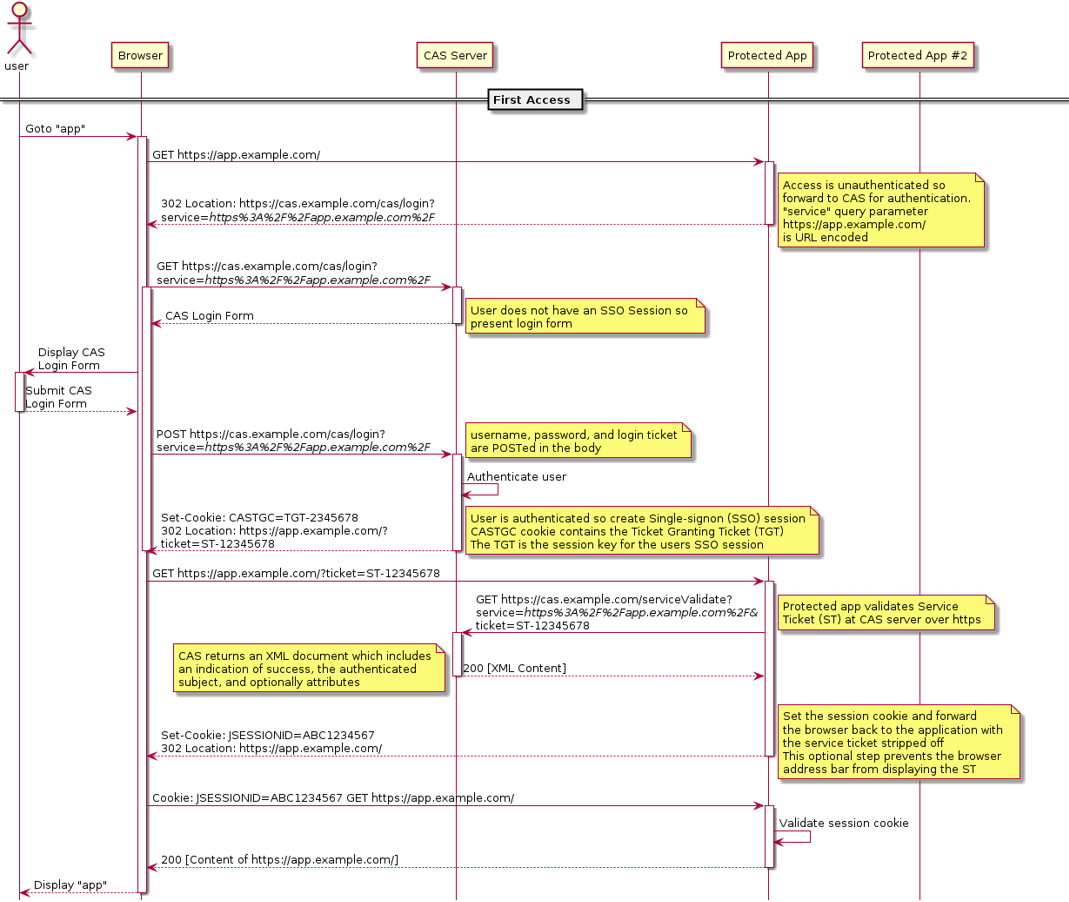 user
Browser
CAS Server
Protected App
Protected App #2
First Access
Goto "app"
GET https://app.example.com/
Access is unauthenticated so
forward to CAS for authentication.
"service" query parameter
https://app.example.com/
is URL encoded
302 Location: https://cas.example.com/cas/login?
service=https%3A%2F%2Fapp.example.com%2F
GET https://cas.example.com/cas/login?
service=https%3A%2F%2Fapp.example.com%2F
User does not have an SSO Session so
present login form
CAS Login Form
Display CAS
Login Form
Submit CAS
Login Form
POST https://cas.example.com/cas/login?
service=https%3A%2F%2Fapp.example.com%2F
username, password, and login ticket
are POSTed in the body
Authenticate user
Set-Cookie: CASTGC=TGT-2345678
302 Location: https://app.example.com/?
ticket=ST-12345678
User is authenticated so create Single-signon (SSO) session
CASTGC cookie contains the Ticket Granting Ticket (TGT)
The TGT is the session key for the users SSO session
GET https://app.example.com/?ticket=ST-12345678
GET https://cas.example.com/serviceValidate?
service=https%3A%2F%2Fapp.example.com%2F&
ticket=ST-12345678
Protected app validates Service
Ticket (ST) at CAS server over https
CAS returns an XML document which includes
an indication of success, the authenticated
subject, and optionally attributes
200 [XML Content]
Set the session cookie and forward
the browser back to the application with
the service ticket stripped off
This optional step prevents the browser
address bar from displaying the ST
Set-Cookie: JSESSIONID=ABC1234567
302 Location: https://app.example.com/
Cookie: JSESSIONID=ABC1234567 GET https://app.example.com/
Validate session cookie
200 [Content of https://app.example.com/]
Display "app"